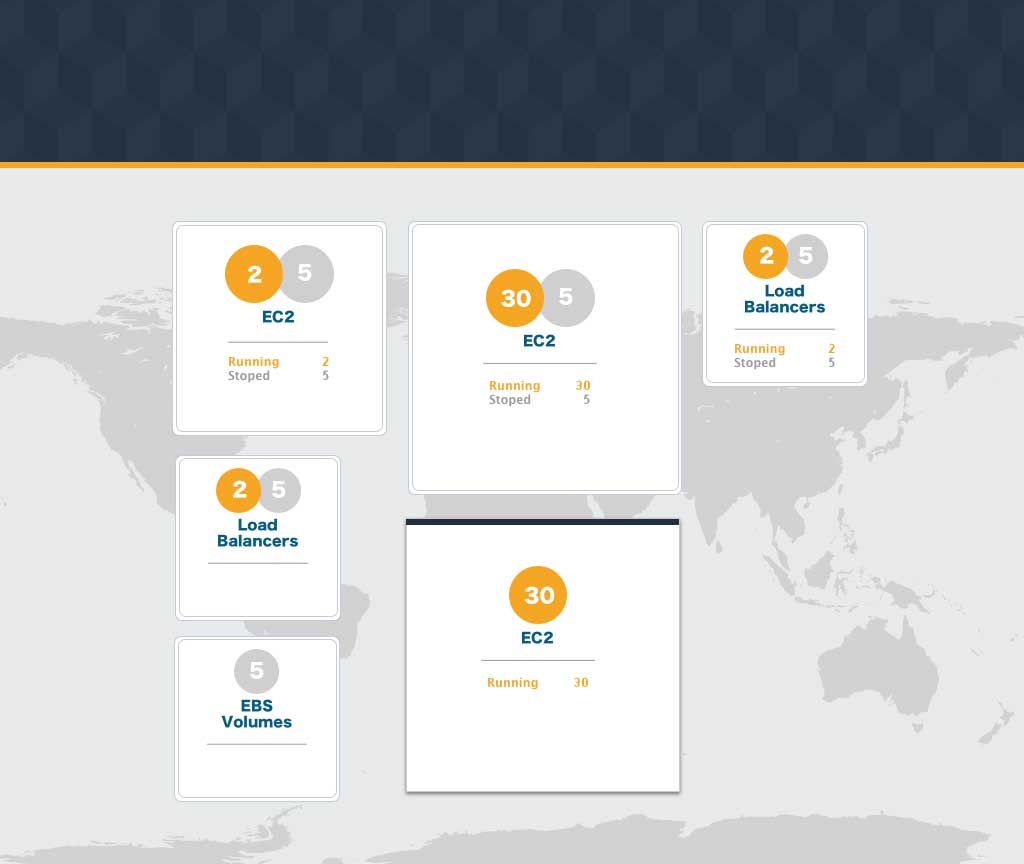 2 5
EC2
Running 2
Stoped 5
30 5
EC2
Running 30
Stoped 5
2 5
Load
Balancers
Running 2
Stoped 5
2 5
Load
Balancers
30
EC2
Running 30
5
EBS
Volumes